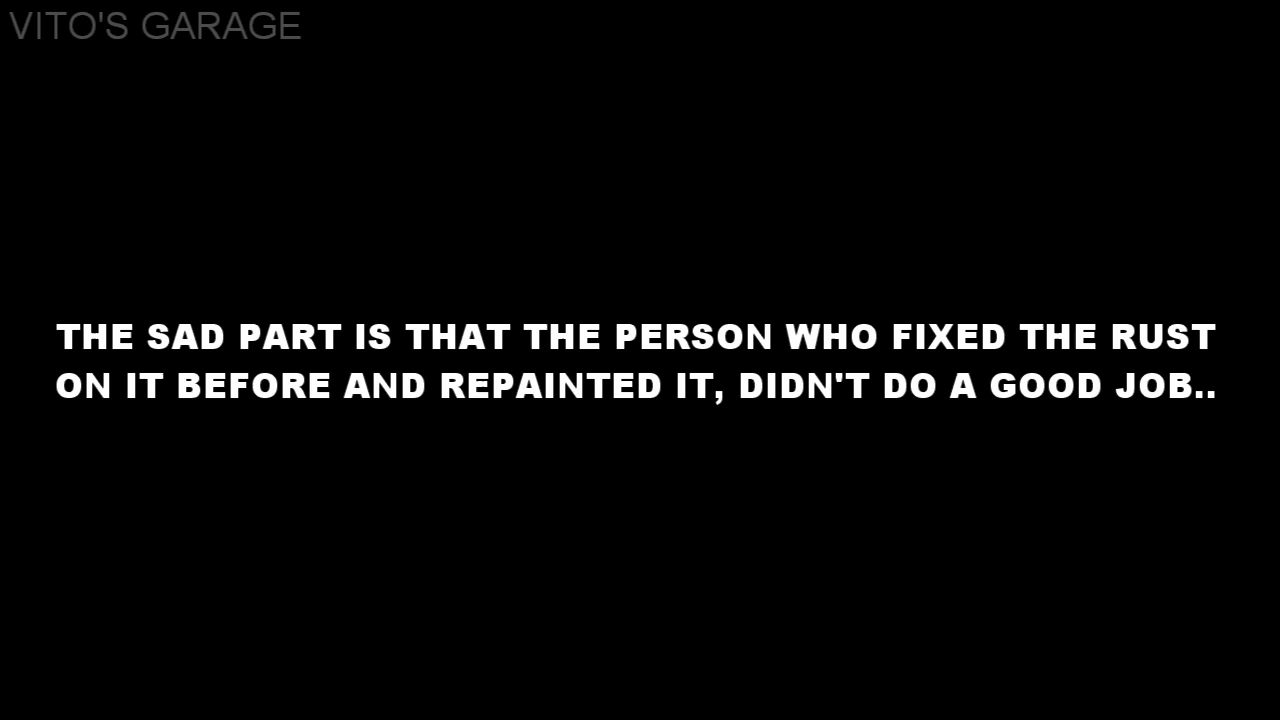 VITO'S GARAGE
THE SAD PART IS THAT THE PERSON WHO FIXED THE RUST
ON IT BEFORE AND REPAINTED IT, DIDN'T DO A GOOD JOB..